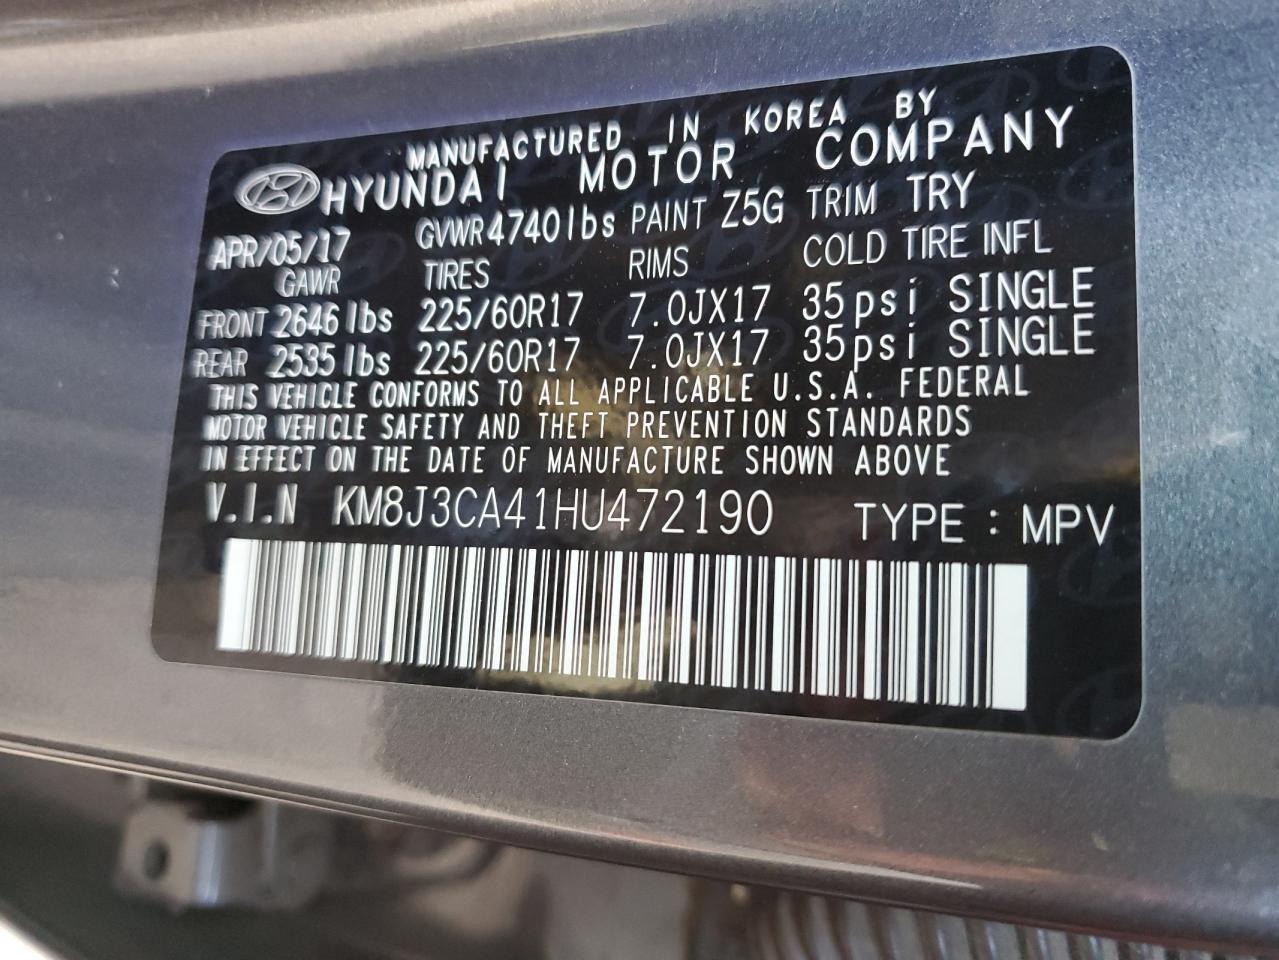 MANUFACTURED IN KOREA BY
HYUNDAI MOTOR COMPANY
APR/05/17 GVWR 4740lbs PAINT Z5G TRIM TRY
GAWR TIRES RIMS COLD TIRE INFL
FRONT 2646lbs 225/60R17 7.0JX17 35psi SINGLE
REAR 2535lbs 225/60R17 7.0JX17 35psi SINGLE
THIS VEHICLE CONFORMS TO ALL APPLICABLE U.S.A. FEDERAL
MOTOR VEHICLE SAFETY AND THEFT PREVENTION STANDARDS
IN EFFECT ON THE DATE OF MANUFACTURE SHOWN ABOVE
V.I.N KM8J3CA41HU472190 TYPE : MPV